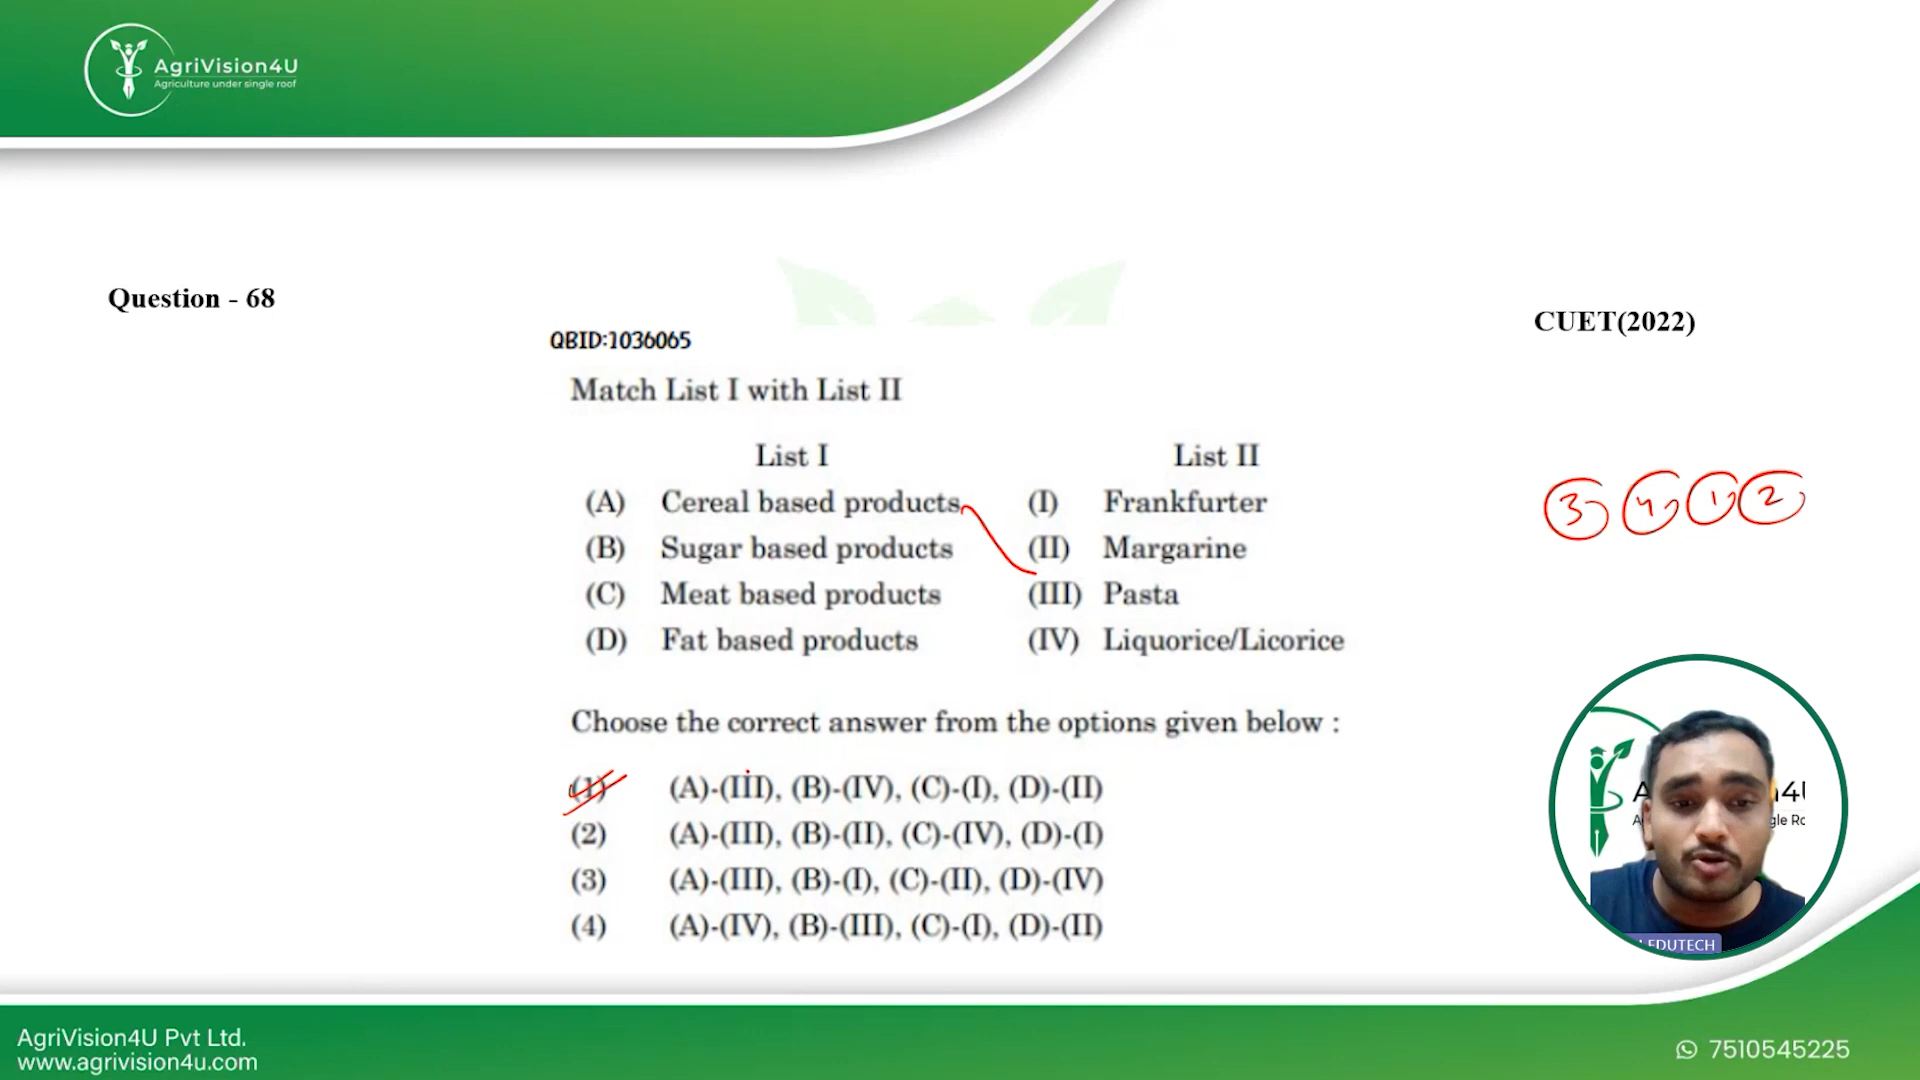 AgriVision4U
Agriculture under single roof
Question - 68
CUET(2022)
QBID:1036065
Match List I with List II
List I List II
(A) Cereal based products (I) Frankfurter
(B) Sugar based products (II) Margarine
(C) Meat based products (III) Pasta
(D) Fat based products (IV) Liquorice/Licorice
3 4 1 2
Choose the correct answer from the options given below :
(1) (A)-(III), (B)-(IV), (C)-(I), (D)-(II)
(2) (A)-(III), (B)-(II), (C)-(IV), (D)-(I)
(3) (A)-(III), (B)-(I), (C)-(II), (D)-(IV)
(4) (A)-(IV), (B)-(III), (C)-(I), (D)-(II)
EDUTECH
AgriVision4U Pvt Ltd.
www.agrivision4u.com
7510545225